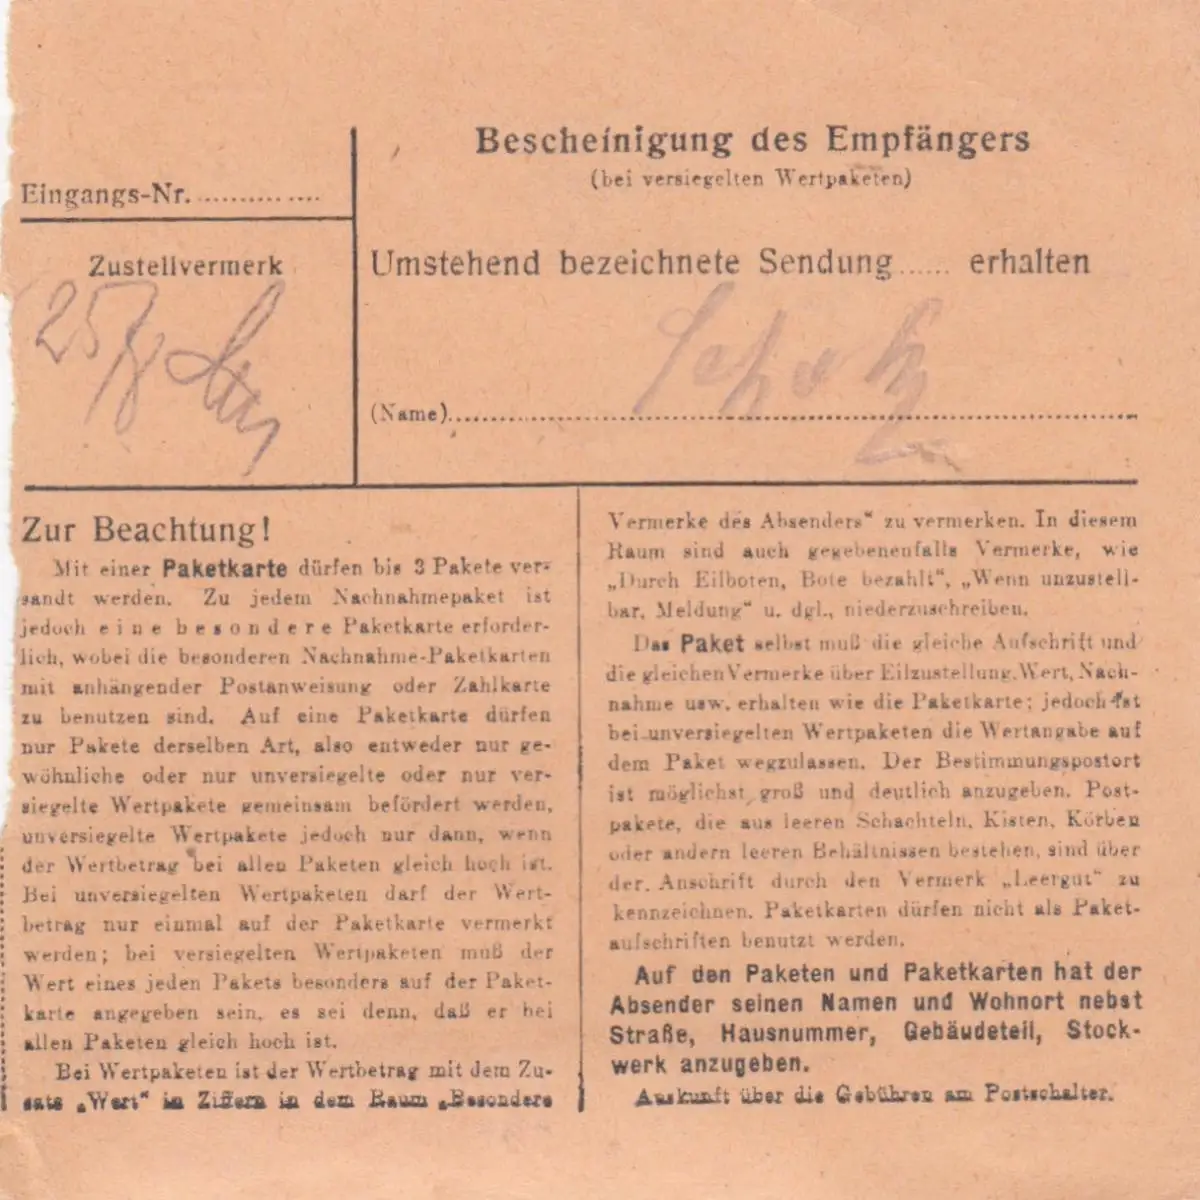 Bescheinigung des Empfängers
(bei versiegelten Wertpaketen)
Eingangs-Nr. ..............
Zustellvermerk
Umstehend bezeichnete Sendung ...... erhalten
25/8
(Name)..............................
Zur Beachtung!
Mit einer Paketkarte dürfen bis 3 Pakete ver-
sandt werden. Zu jedem Nachnahmepaket ist
jedoch eine besondere Paketkarte erforder-
lich, wobei die besonderen Nachnahme-Paketkarten
mit anhängender Postanweisung oder Zahlkarte
zu benutzen sind. Auf eine Paketkarte dürfen
nur Pakete derselben Art, also entweder nur ge-
wöhnliche oder nur unversiegelte oder nur ver-
siegelte Wertpakete gemeinsam befördert werden,
unversiegelte Wertpakete jedoch nur dann, wenn
der Wertbetrag bei allen Paketen gleich hoch ist.
Bei unversiegelten Wertpaketen darf der Wert-
betrag nur einmal auf der Paketkarte vermerkt
werden; bei versiegelten Wertpaketen muß der
Wert eines jeden Pakets besonders auf der Paket-
karte angegeben sein, es sei denn, daß er bei
allen Paketen gleich hoch ist.
Bei Wertpaketen ist der Wertbetrag mit dem Zu-
satz „Wert“ in Ziffern in dem Raum „Besondere
Vermerke des Absenders“ zu vermerken. In diesem
Raum sind auch gegebenenfalls Vermerke, wie
„Durch Eilboten, Bote bezahlt“, „Wenn unzustell-
bar, Meldung“ u. dgl., niederzuschreiben.
Das Paket selbst muß die gleiche Aufschrift und
die gleichen Vermerke über Eilzustellung, Wert, Nach-
nahme usw. erhalten wie die Paketkarte; jedoch ist
bei unversiegelten Wertpaketen die Wertangabe auf
dem Paket wegzulassen. Der Bestimmungspostort
ist möglichst groß und deutlich anzugeben. Post-
pakete, die aus leeren Schachteln, Kisten, Körben
oder andern leeren Behältnissen bestehen, sind über
der Anschrift durch den Vermerk „Leergut“ zu
kennzeichnen. Paketkarten dürfen nicht als Paket-
aufschriften benutzt werden.
Auf den Paketen und Paketkarten hat der
Absender seinen Namen und Wohnort nebst
Straße, Hausnummer, Gebäudeteil, Stock-
werk anzugeben.
Auskunft über die Gebühren am Postschalter.